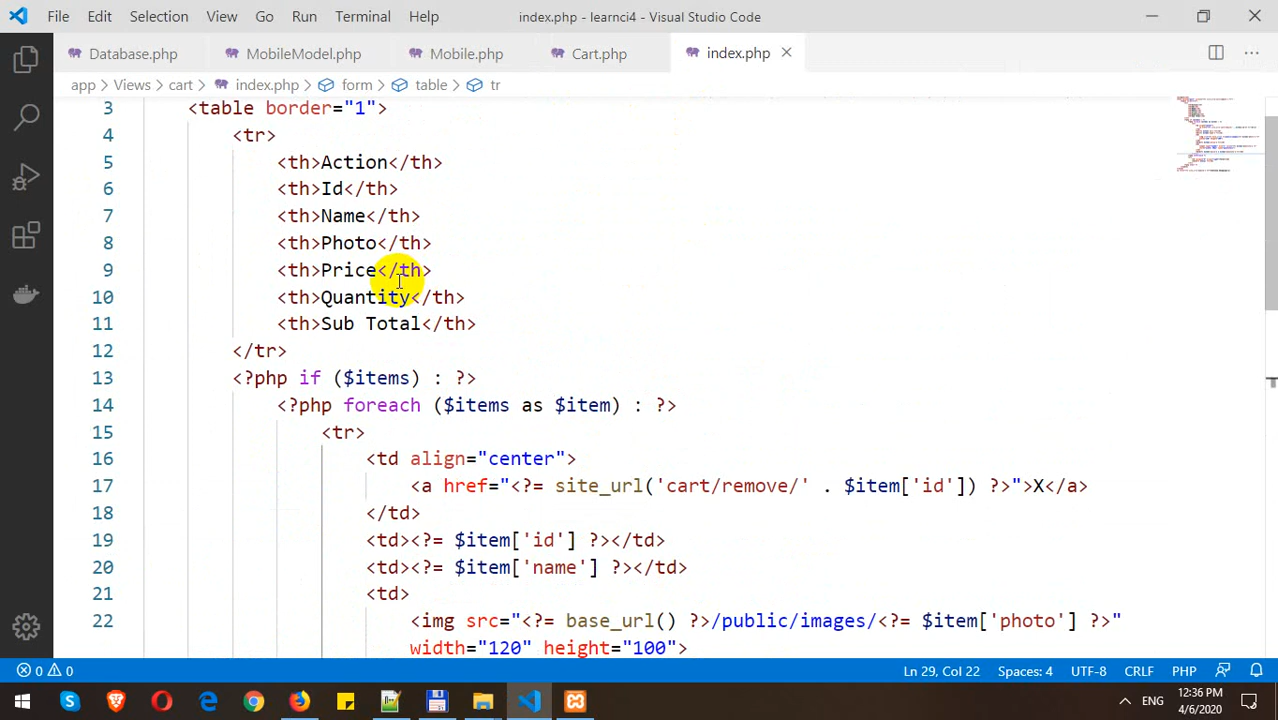 File Edit Selection View Go Run Terminal Help index.php - learnci4 - Visual Studio Code
Database.php MobileModel.php Mobile.php Cart.php index.php
app > Views > cart > index.php > form > table > tr
3 <table border="1">
4 <tr>
5 <th>Action</th>
6 <th>Id</th>
7 <th>Name</th>
8 <th>Photo</th>
9 <th>Price</th>
10 <th>Quantity</th>
11 <th>Sub Total</th>
12 </tr>
13 <?php if ($items) : ?>
14 <?php foreach ($items as $item) : ?>
15 <tr>
16 <td align="center">
17 <a href="<?= site_url('cart/remove/' . $item['id']) ?>">X</a>
18 </td>
19 <td><?= $item['id'] ?></td>
20 <td><?= $item['name'] ?></td>
21 <td>
22 <img src="<?= base_url() ?>/public/images/<?= $item['photo'] ?>"
width="120" height="100">
0 0 Ln 29, Col 22 Spaces: 4 UTF-8 CRLF PHP
ENG 12:36 PM
4/6/2020